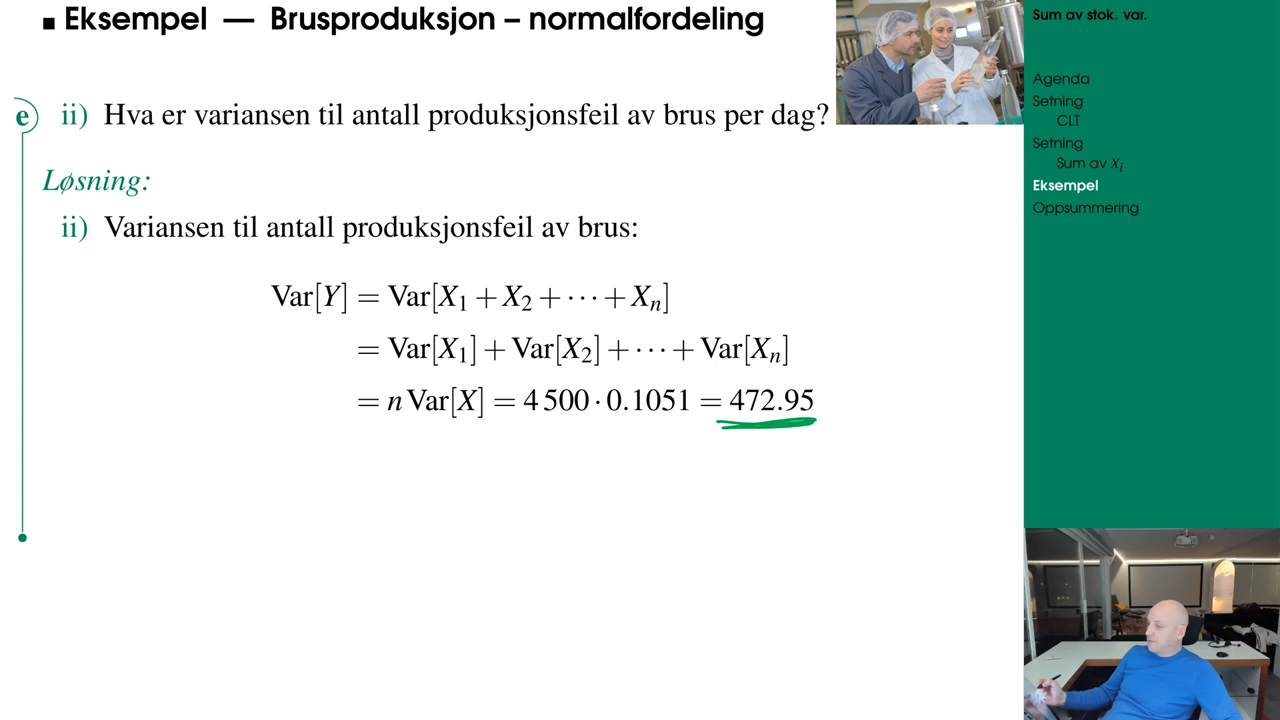 Eksempel — Brusproduksjon – normalfordeling
e ii) Hva er variansen til antall produksjonsfeil av brus per dag?
Løsning:
ii) Variansen til antall produksjonsfeil av brus:
Var[Y] = Var[X₁ + X₂ + ⋯ + Xₙ]
= Var[X₁] + Var[X₂] + ⋯ + Var[Xₙ]
= n Var[X] = 4 500 · 0.1051 = 472.95
Sum av stok. var.
Agenda
Setning
CLT
Setning
Sum av Xᵢ
Eksempel
Oppsummering